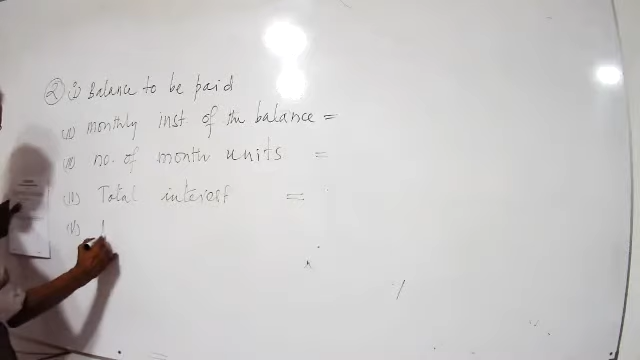 ② i) Balance to be paid
ii) monthly inst. of the balance =
iii) no. of month units =
iv) Total interest =
v)